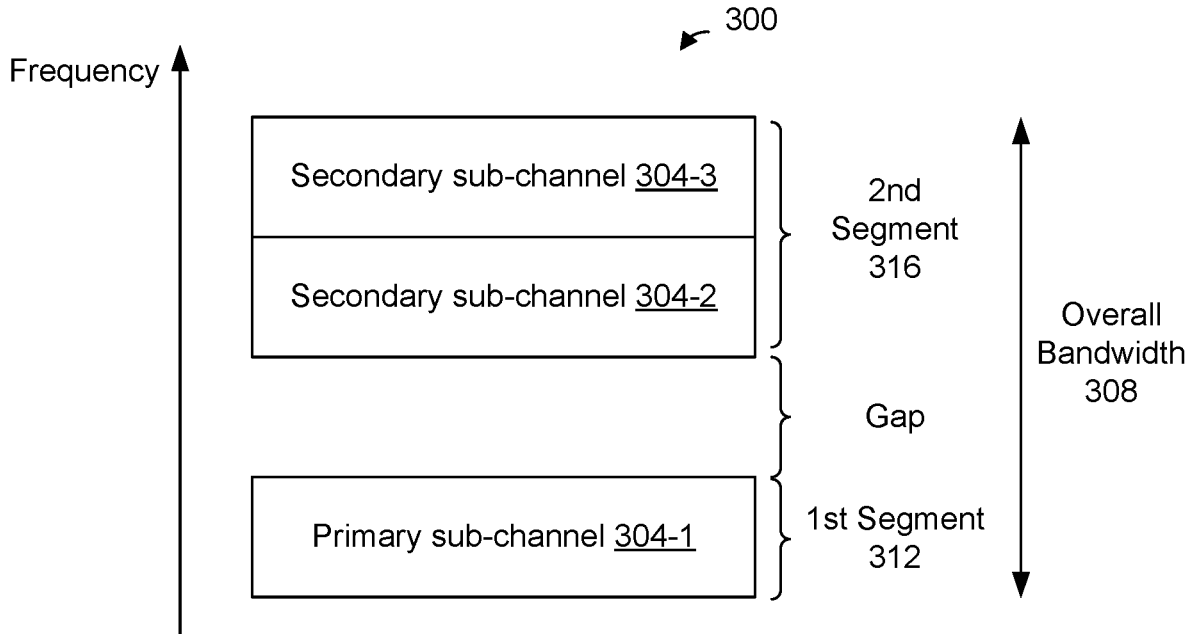 300
Frequency
Secondary sub-channel 304-3
2nd
Segment
316
Secondary sub-channel 304-2
Overall
Bandwidth
308
Gap
Primary sub-channel 304-1
1st Segment
312